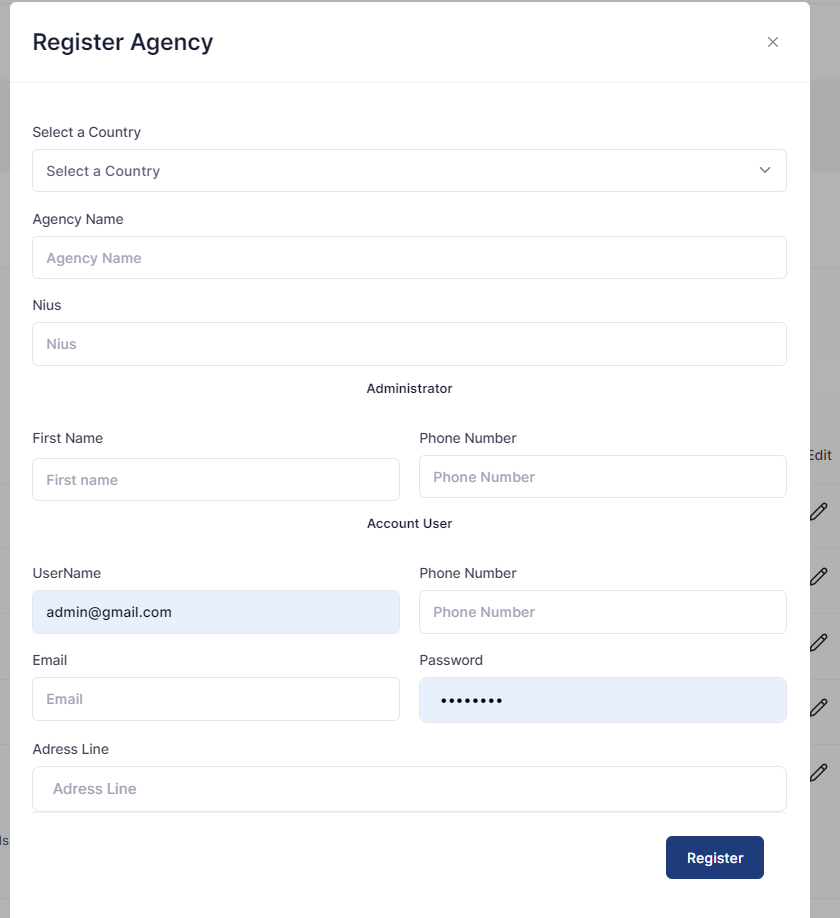 Register Agency
Select a Country
Select a Country
Agency Name
Agency Name
Nius
Nius
Administrator
First Name
Phone Number
First name
Phone Number
Edit
Account User
UserName
Phone Number
admin@gmail.com
Phone Number
Email
Password
Email
••••••••
Adress Line
Adress Line
Register